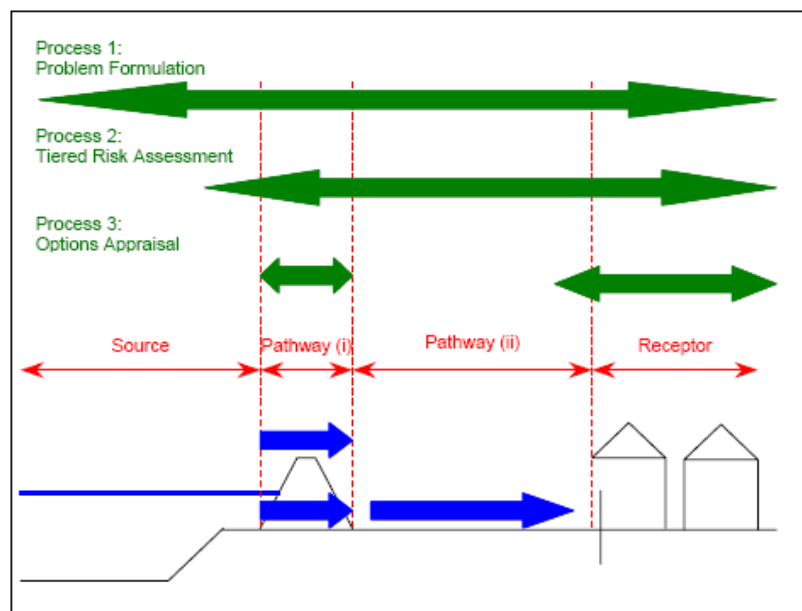 Process 1:
Problem Formulation
Process 2:
Tiered Risk Assessment
Process 3:
Options Appraisal
Source
Pathway (i)
Pathway (ii)
Receptor